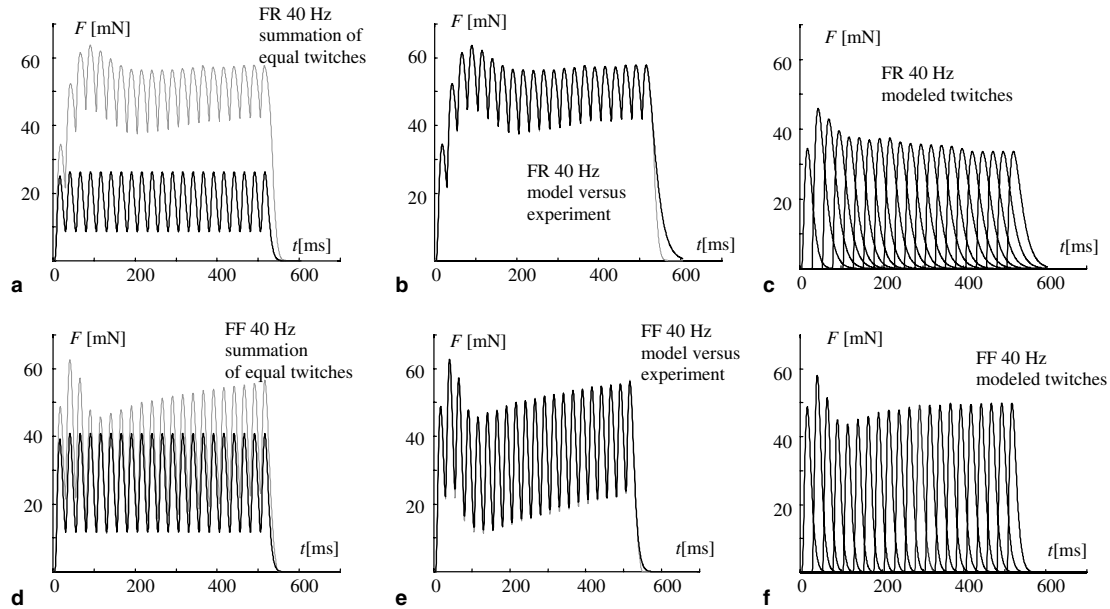 F [mN]
FR 40 Hz
summation of
equal twitches
60
40
20
t[ms]
0
200
400
600
a
F [mN]
60
40
20
FR 40 Hz
model versus
experiment
t[ms]
0
200
400
600
b
F [mN]
FR 40 Hz
modeled twitches
60
40
20
t[ms]
0
200
400
600
c
F [mN]
FF 40 Hz
summation
of equal twitches
60
40
20
t[ms]
0
200
400
600
d
F [mN]
FF 40 Hz
model versus
experiment
60
40
20
t[ms]
0
200
400
600
e
F [mN]
FF 40 Hz
modeled twitches
60
40
20
t[ms]
0
200
400
600
f